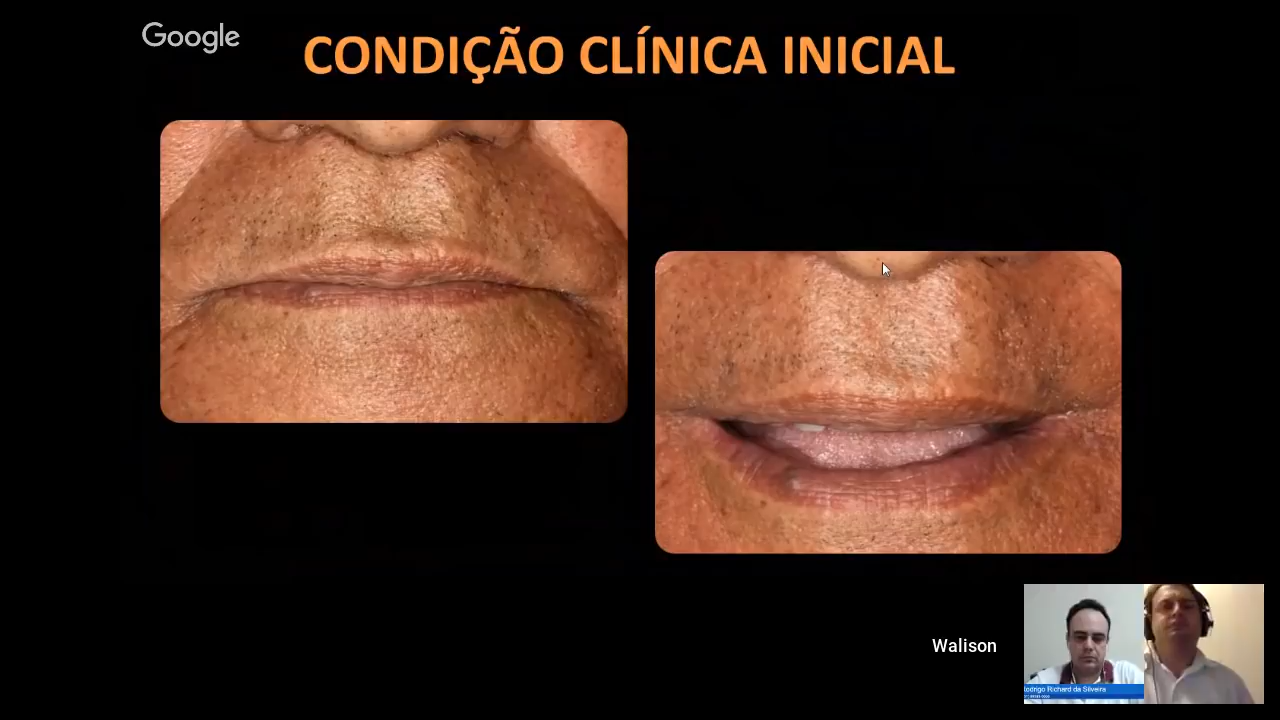 Google
CONDIÇÃO CLÍNICA INICIAL
Walison
Rodrigo Richard da Silveira